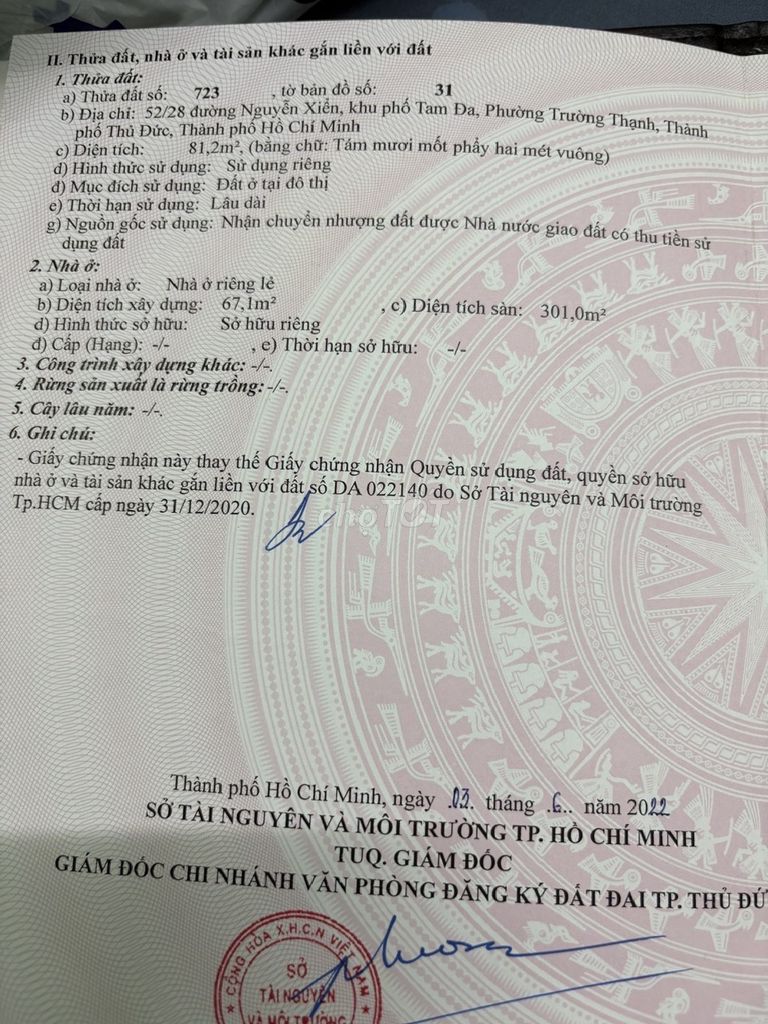 II. Thửa đất, nhà ở và tài sản khác gắn liền với đất
1. Thửa đất:
a) Thửa đất số: 723 , tờ bản đồ số: 31
b) Địa chỉ: 52/28 đường Nguyễn Xiển, khu phố Tam Đa, Phường Trường Thạnh, Thành
phố Thủ Đức, Thành phố Hồ Chí Minh
c) Diện tích: 81,2m², (bằng chữ: Tám mươi mốt phẩy hai mét vuông)
d) Hình thức sử dụng: Sử dụng riêng
đ) Mục đích sử dụng: Đất ở tại đô thị
e) Thời hạn sử dụng: Lâu dài
g) Nguồn gốc sử dụng: Nhận chuyển nhượng đất được Nhà nước giao đất có thu tiền sử
dụng đất
2. Nhà ở:
a) Loại nhà ở: Nhà ở riêng lẻ
b) Diện tích xây dựng: 67,1m² , c) Diện tích sàn: 301,0m²
d) Hình thức sở hữu: Sở hữu riêng
đ) Cấp (Hạng): -/- , e) Thời hạn sở hữu: -/-
3. Công trình xây dựng khác: -/-.
4. Rừng sản xuất là rừng trồng: -/-.
5. Cây lâu năm: -/-.
6. Ghi chú:
- Giấy chứng nhận này thay thế Giấy chứng nhận Quyền sử dụng đất, quyền sở hữu
nhà ở và tài sản khác gắn liền với đất số DA 022140 do Sở Tài nguyên và Môi trường
Tp.HCM cấp ngày 31/12/2020.
choTOT
Thành phố Hồ Chí Minh, ngày .03. tháng .6.. năm 2022
SỞ TÀI NGUYÊN VÀ MÔI TRƯỜNG TP. HỒ CHÍ MINH
TUQ. GIÁM ĐỐC
GIÁM ĐỐC CHI NHÁNH VĂN PHÒNG ĐĂNG KÝ ĐẤT ĐAI TP. THỦ ĐỨ
CỘNG HÒA X.H.C.N VIỆT NAM
SỞ
TÀI NGUYÊN
VÀ MÔI TRƯỜNG